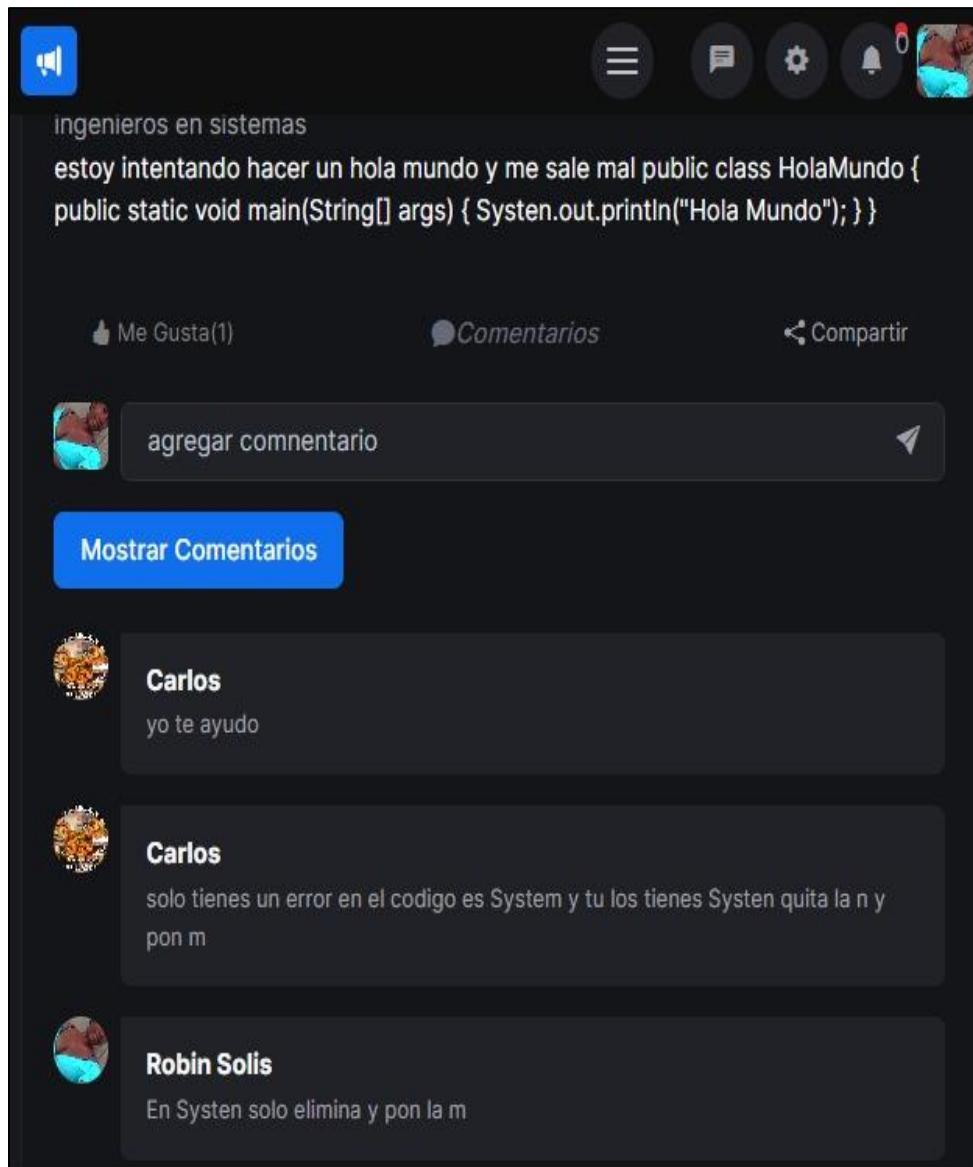 0
ingenieros en sistemas
estoy intentando hacer un hola mundo y me sale mal public class HolaMundo {
public static void main(String[] args) { Systen.out.println("Hola Mundo"); } }
Me Gusta(1)
Comentarios
Compartir
agregar comnentario
Mostrar Comentarios
Carlos
yo te ayudo
Carlos
solo tienes un error en el codigo es System y tu los tienes Systen quita la n y
pon m
Robin Solis
En Systen solo elimina y pon la m